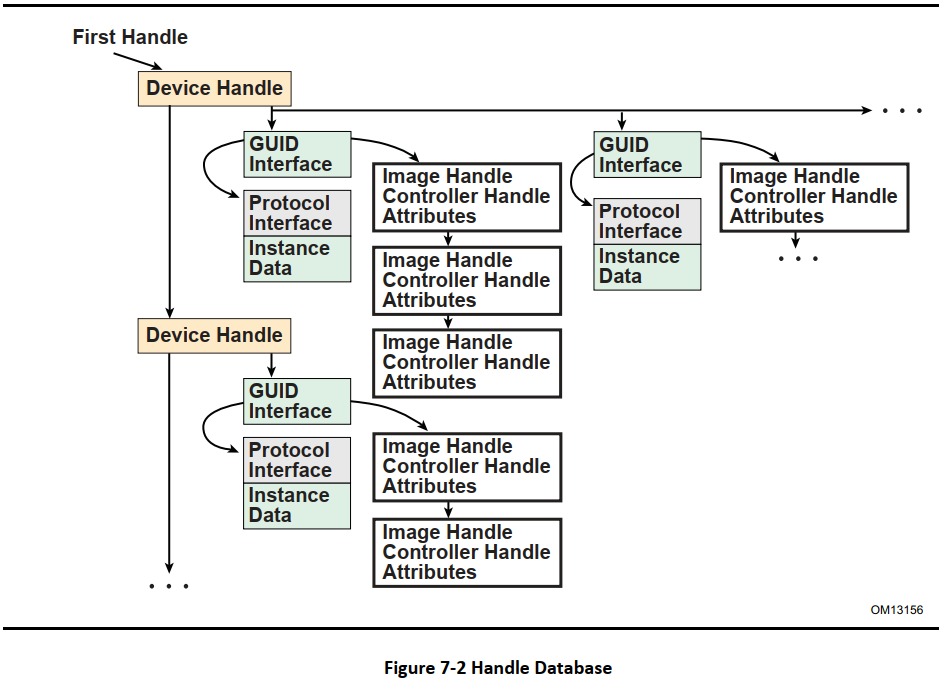 First Handle
Device Handle
. . .
GUID
Interface
Protocol
Interface
Instance
Data
Image Handle
Controller Handle
Attributes
Image Handle
Controller Handle
Attributes
Image Handle
Controller Handle
Attributes
GUID
Interface
Protocol
Interface
Instance
Data
Image Handle
Controller Handle
Attributes
. . .
Device Handle
GUID
Interface
Protocol
Interface
Instance
Data
Image Handle
Controller Handle
Attributes
Image Handle
Controller Handle
Attributes
. . .
OM13156
Figure 7-2 Handle Database